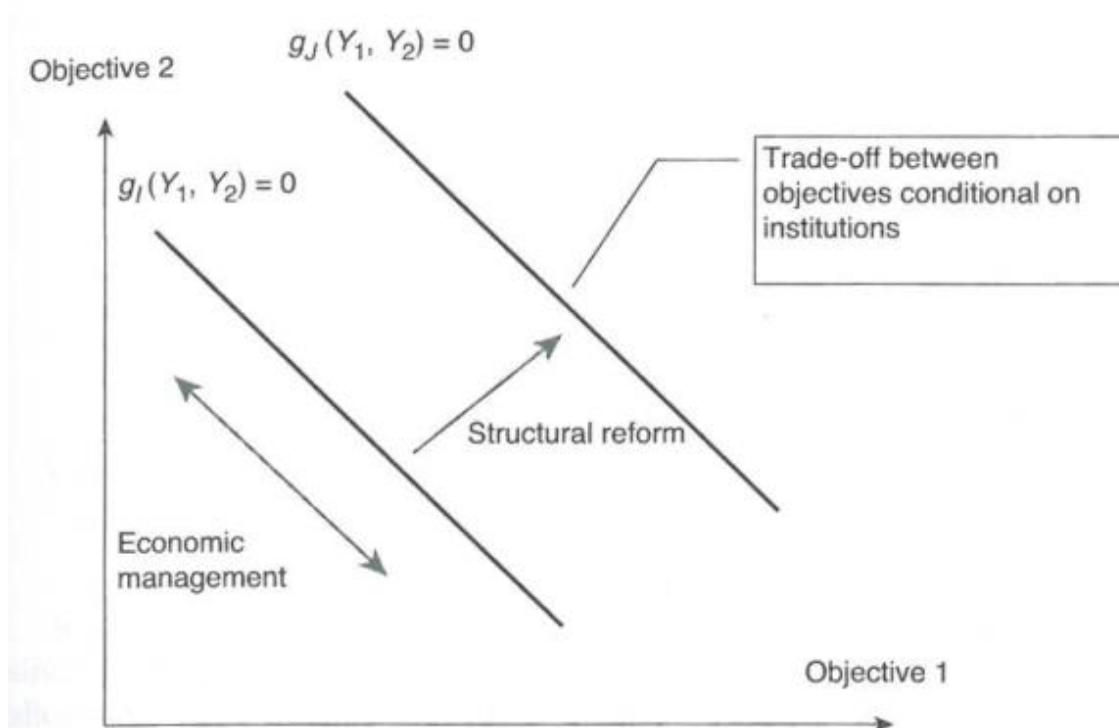 g_J(Y_1, Y_2) = 0
Objective 2
g_I(Y_1, Y_2) = 0
Trade-off between
objectives conditional on
institutions
Structural reform
Economic
management
Objective 1